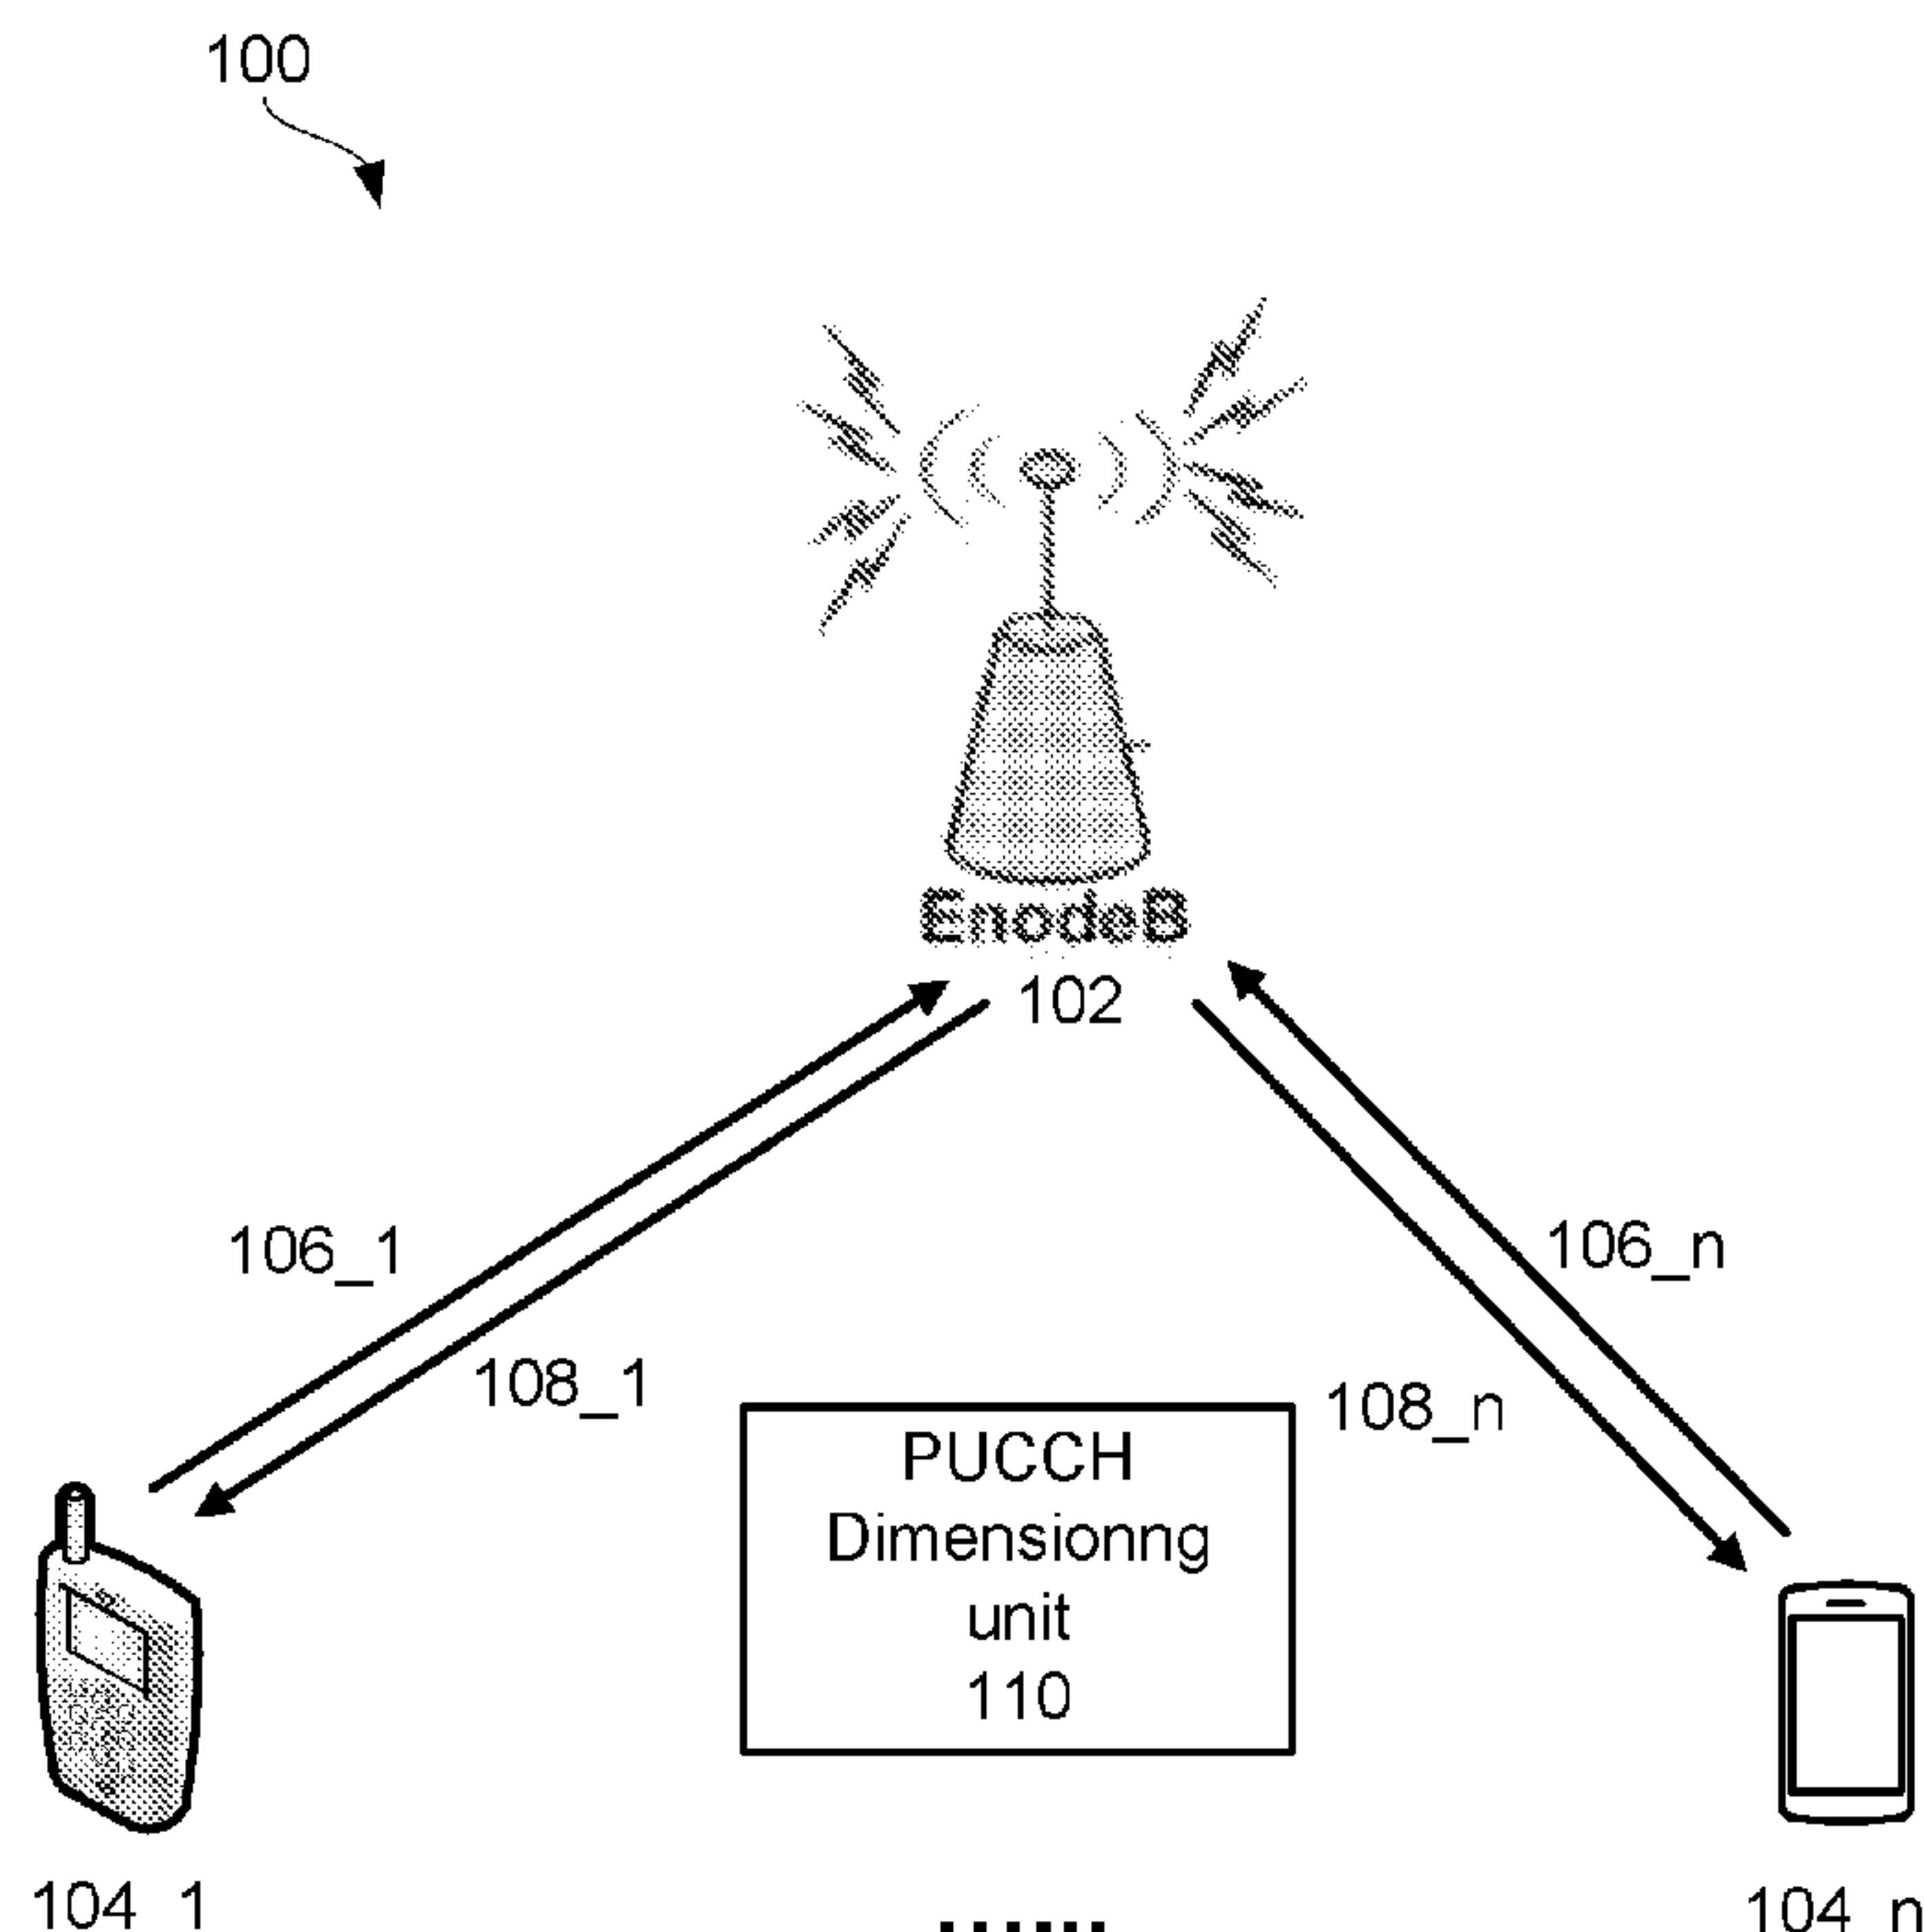 100
EnodeB
102
106_1
106_n
108_1
108_n
PUCCH
Dimensionng
unit
110
104_1
104_n
......